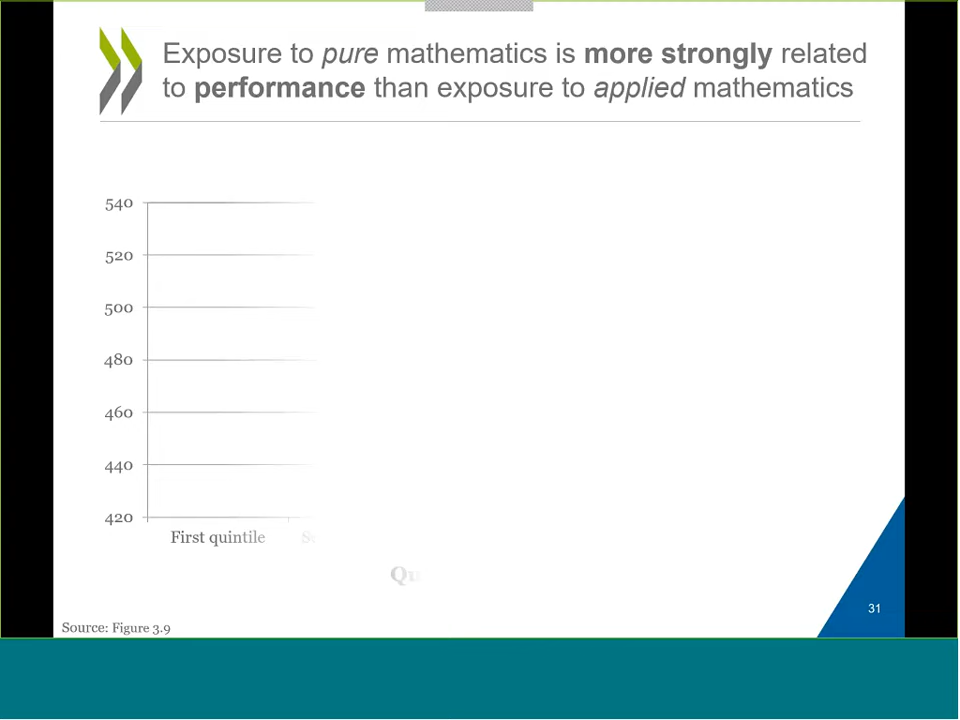 Exposure to pure mathematics is more strongly related
to performance than exposure to applied mathematics
540
520
500
480
460
440
420
First quintile
31
Source: Figure 3.9